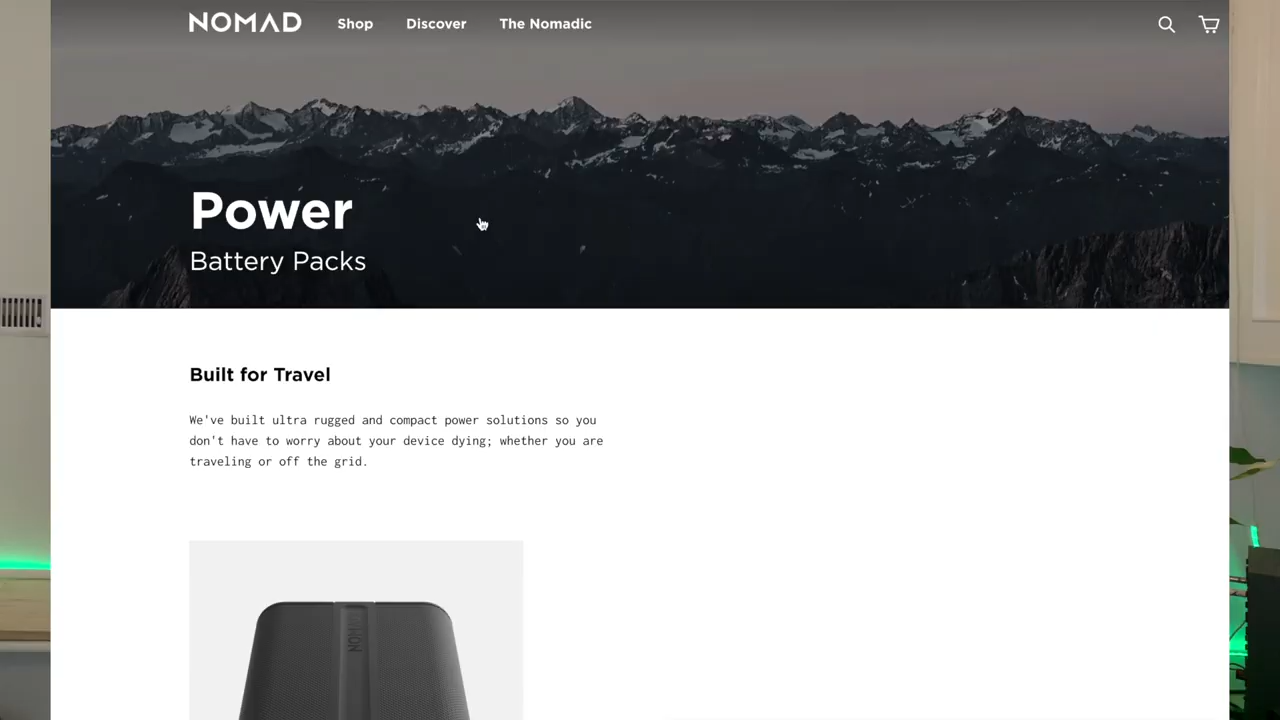 NOMAD Shop Discover The Nomadic
Power
Battery Packs
Built for Travel
We've built ultra rugged and compact power solutions so you
don't have to worry about your device dying; whether you are
traveling or off the grid.
NOMAD